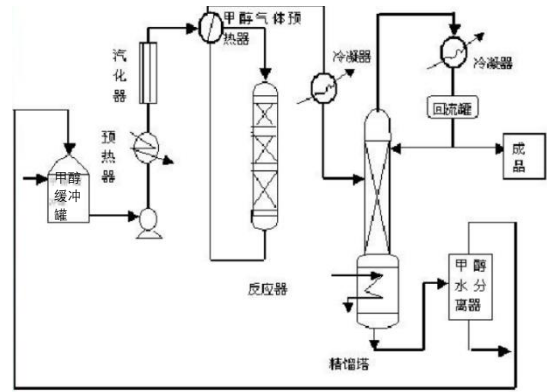 甲醇气体预
热器
汽
化
器
预
热
器
冷凝器
冷凝器
回流罐
成
品
甲醇
缓冲
罐
反应器
甲 醇
水 分
离器
精馏塔